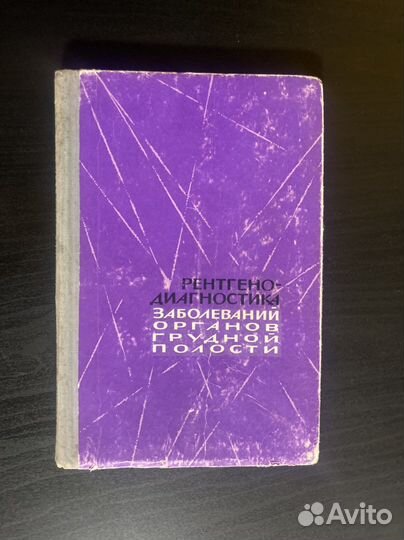 РЕНТГЕНО-
ДИАГНОСТИКА
ЗАБОЛЕВАНИЙ
ОРГАНОВ
ГРУДНОЙ
ПОЛОСТИ
Avito